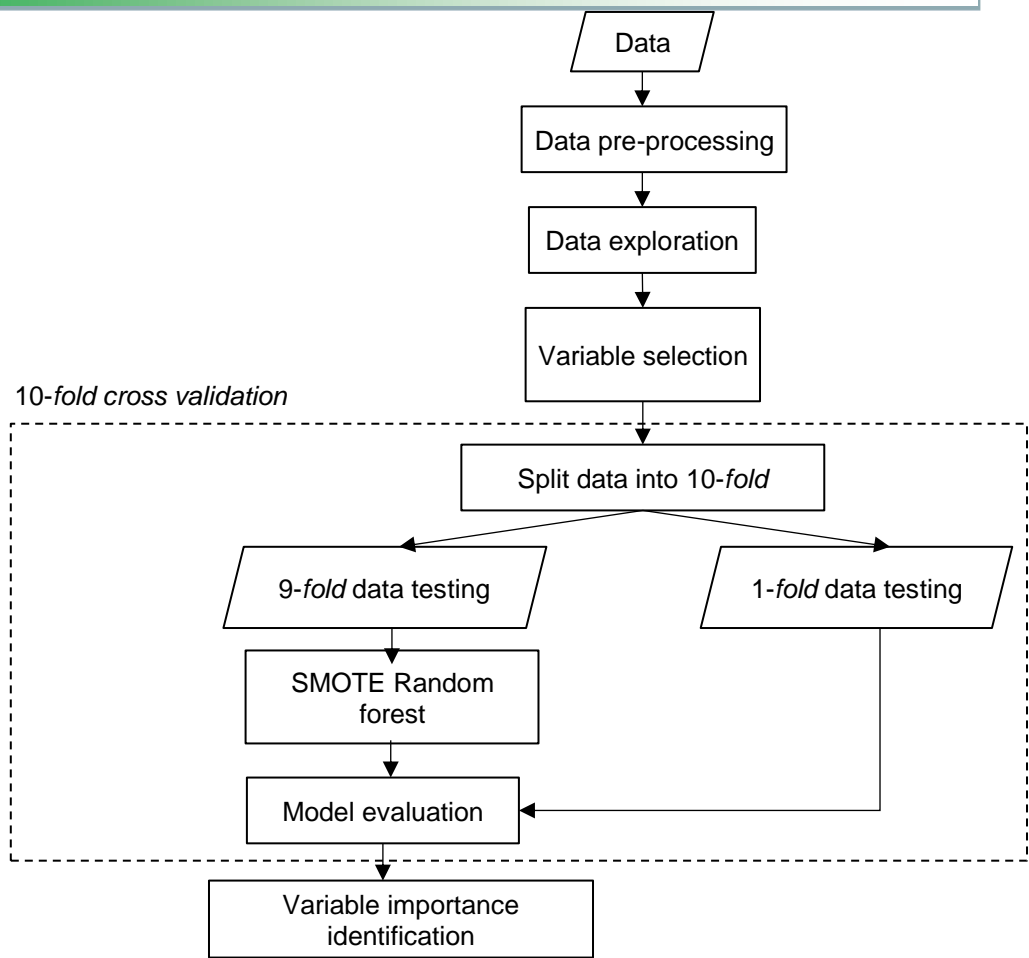 Data
Data pre-processing
Data exploration
Variable selection
10-fold cross validation
Split data into 10-fold
9-fold data testing
1-fold data testing
SMOTE Random
forest
Model evaluation
Variable importance
identification